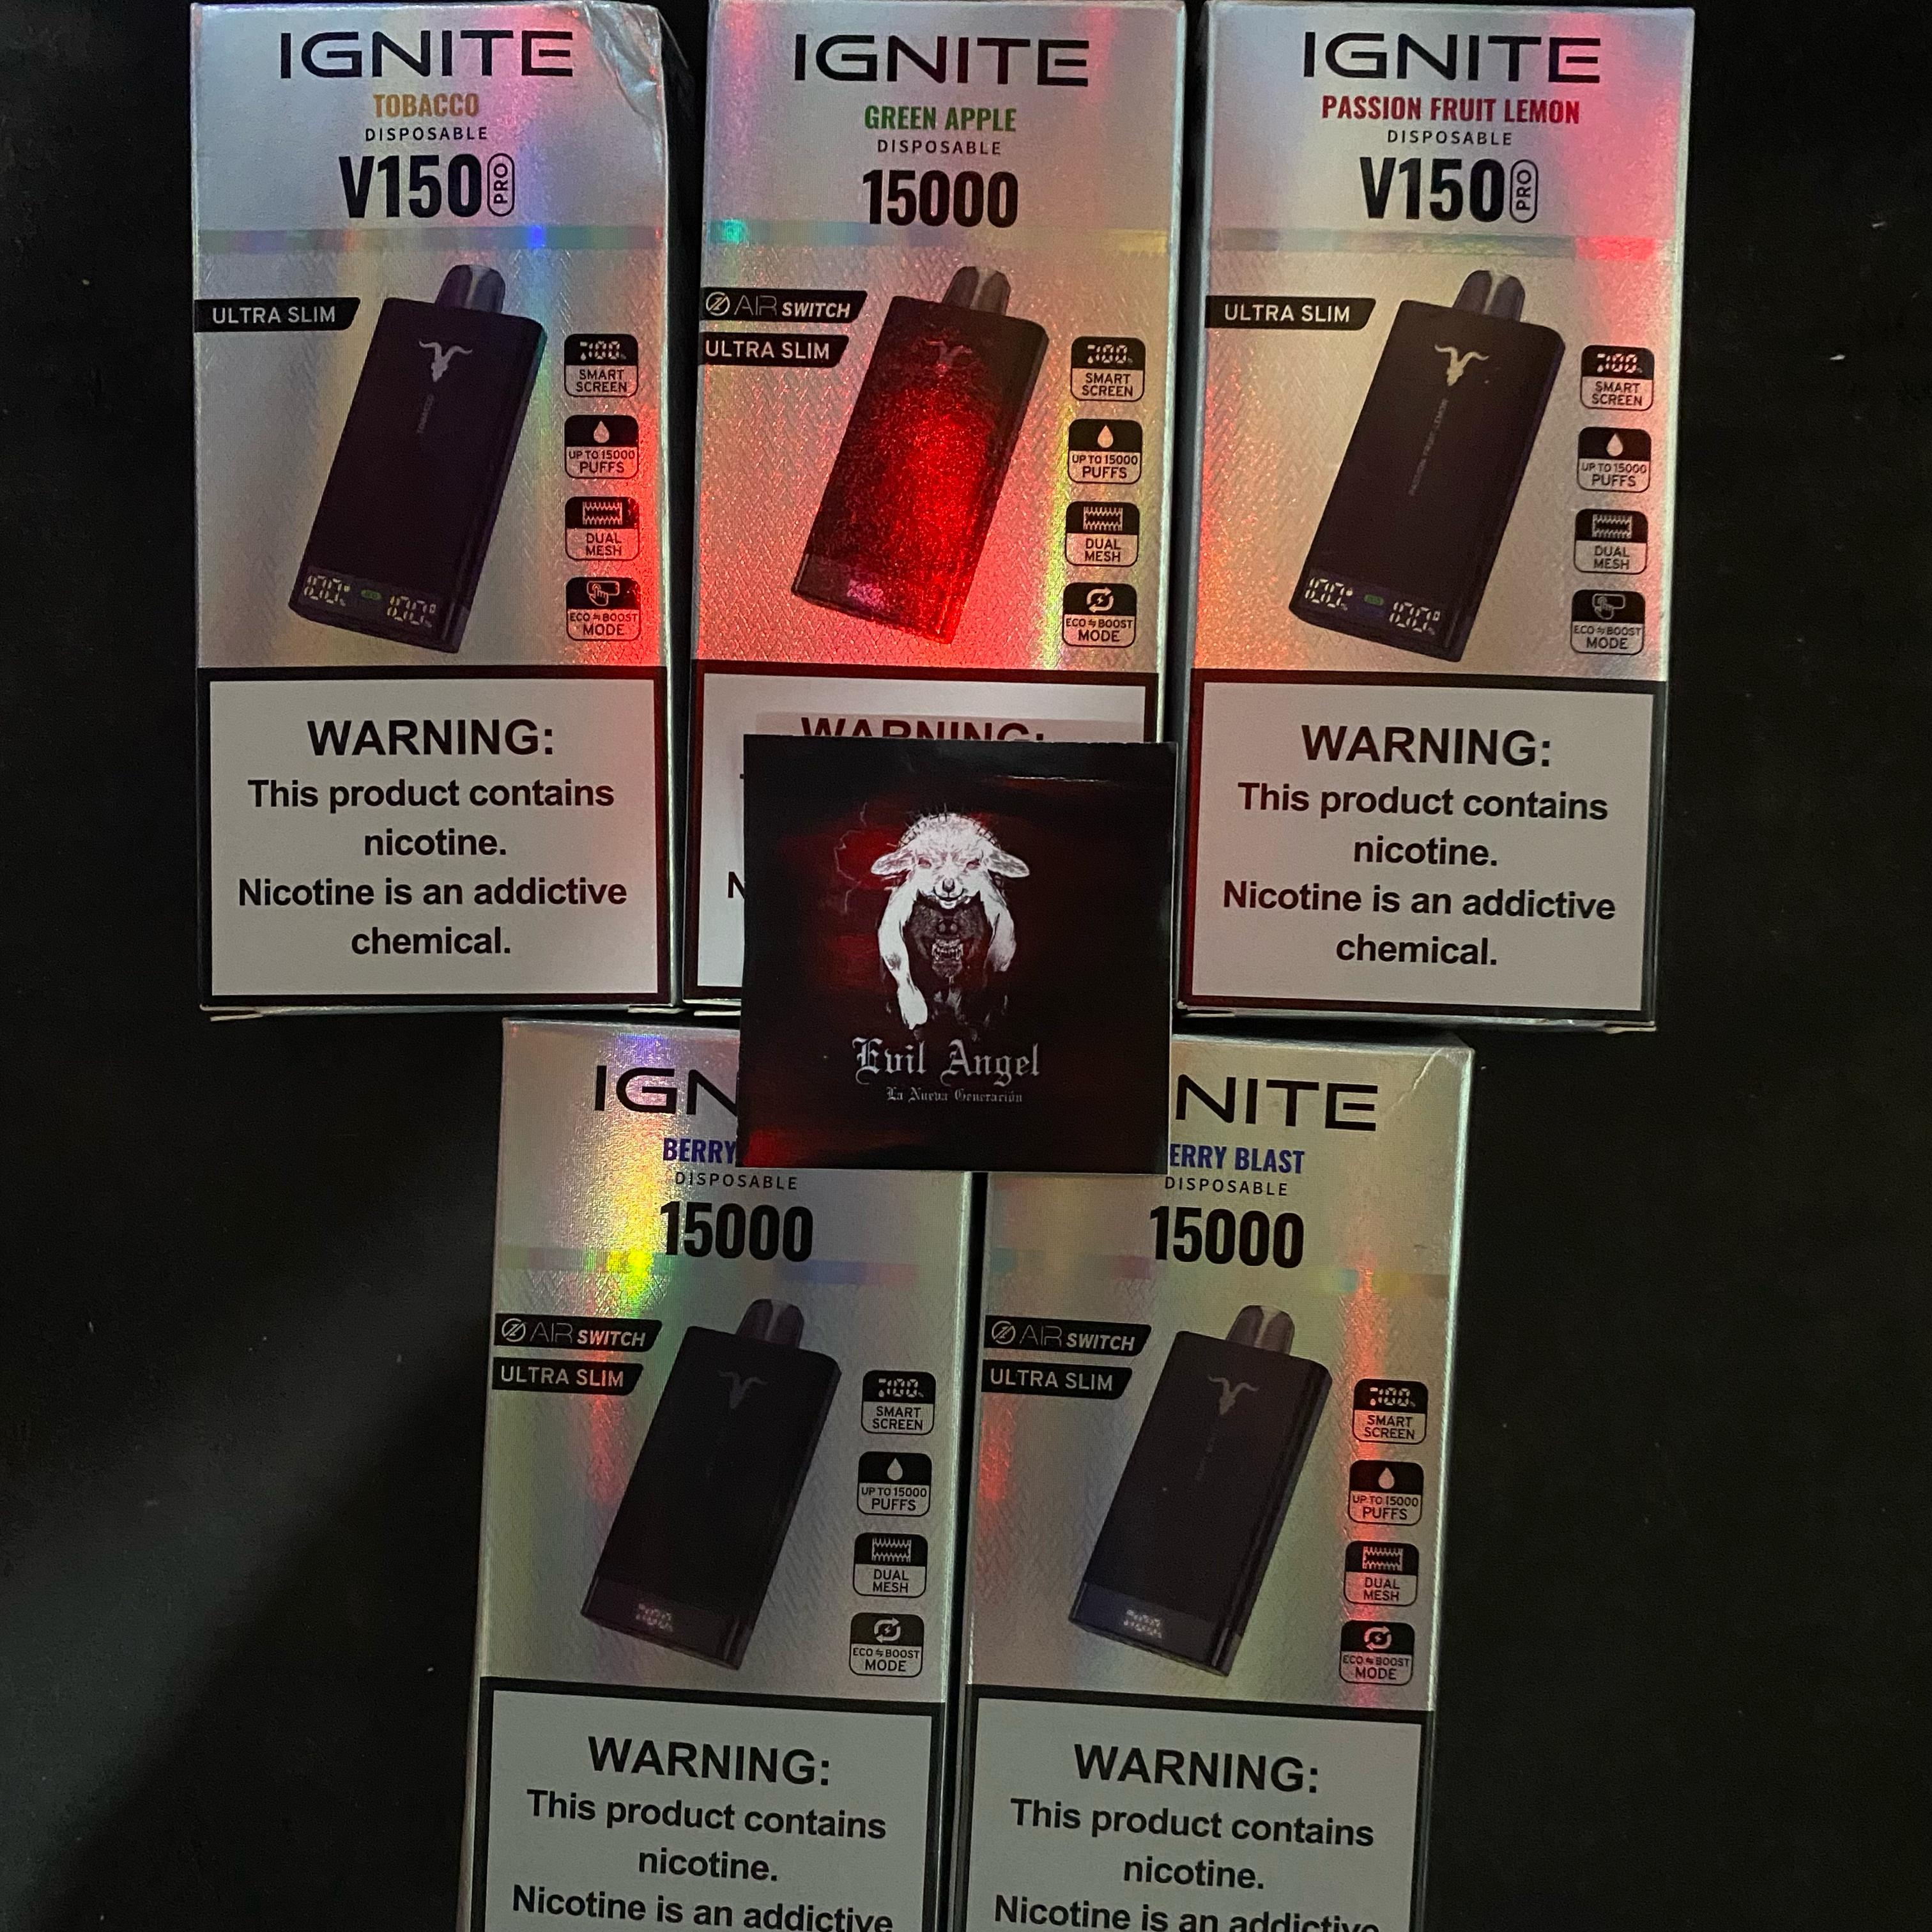 IGNITE
TOBACCO
DISPOSABLE
V150 PRO
ULTRA SLIM
SMART
SCREEN
UP TO 15000
PUFFS
DUAL
MESH
ECO ⇋ BOOST
MODE
WARNING:
This product contains
nicotine.
Nicotine is an addictive
chemical.
IGNITE
GREEN APPLE
DISPOSABLE
15000
AIR SWITCH
ULTRA SLIM
SMART
SCREEN
UP TO 15000
PUFFS
DUAL
MESH
ECO ⇋ BOOST
MODE
WARNING:
N
IGNITE
PASSION FRUIT LEMON
DISPOSABLE
V150 PRO
ULTRA SLIM
PASSION FRUIT LEMON
SMART
SCREEN
UP TO 15000
PUFFS
DUAL
MESH
ECO ⇋ BOOST
MODE
WARNING:
This product contains
nicotine.
Nicotine is an addictive
chemical.
Evil Angel
La Nueva Generación
IGN
BERRY
DISPOSABLE
15000
AIR SWITCH
ULTRA SLIM
SMART
SCREEN
UP TO 15000
PUFFS
DUAL
MESH
ECO ⇋ BOOST
MODE
WARNING:
This product contains
nicotine.
Nicotine is an addictive
NITE
ERRY BLAST
DISPOSABLE
15000
AIR SWITCH
ULTRA SLIM
SMART
SCREEN
UP TO 15000
PUFFS
DUAL
MESH
ECO ⇋ BOOST
MODE
WARNING:
This product contains
nicotine.
Nicotine is an addictive